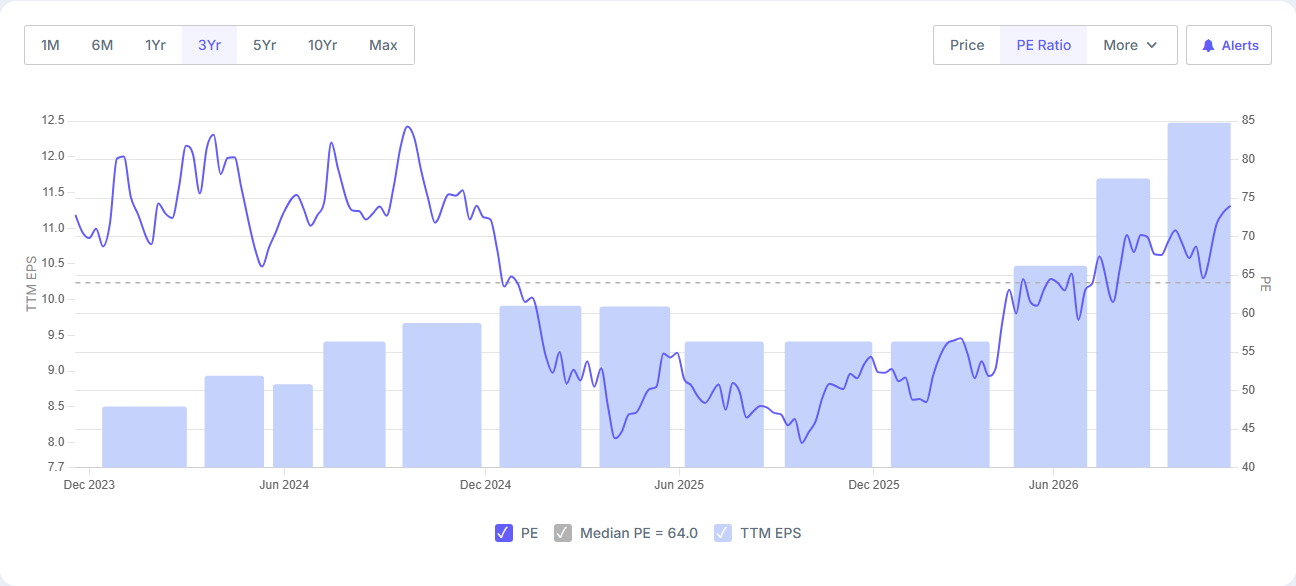 1M 6M 1Yr 3Yr 5Yr 10Yr Max Price PE Ratio More Alerts
12.5 85
12.0 80
11.5 75
11.0 70
10.5 65
10.0 60
9.5 55
9.0 50
8.5 45
8.0
7.7 40
TTM EPS
PE
Dec 2023 Jun 2024 Dec 2024 Jun 2025 Dec 2025 Jun 2026
PE Median PE = 64.0 TTM EPS